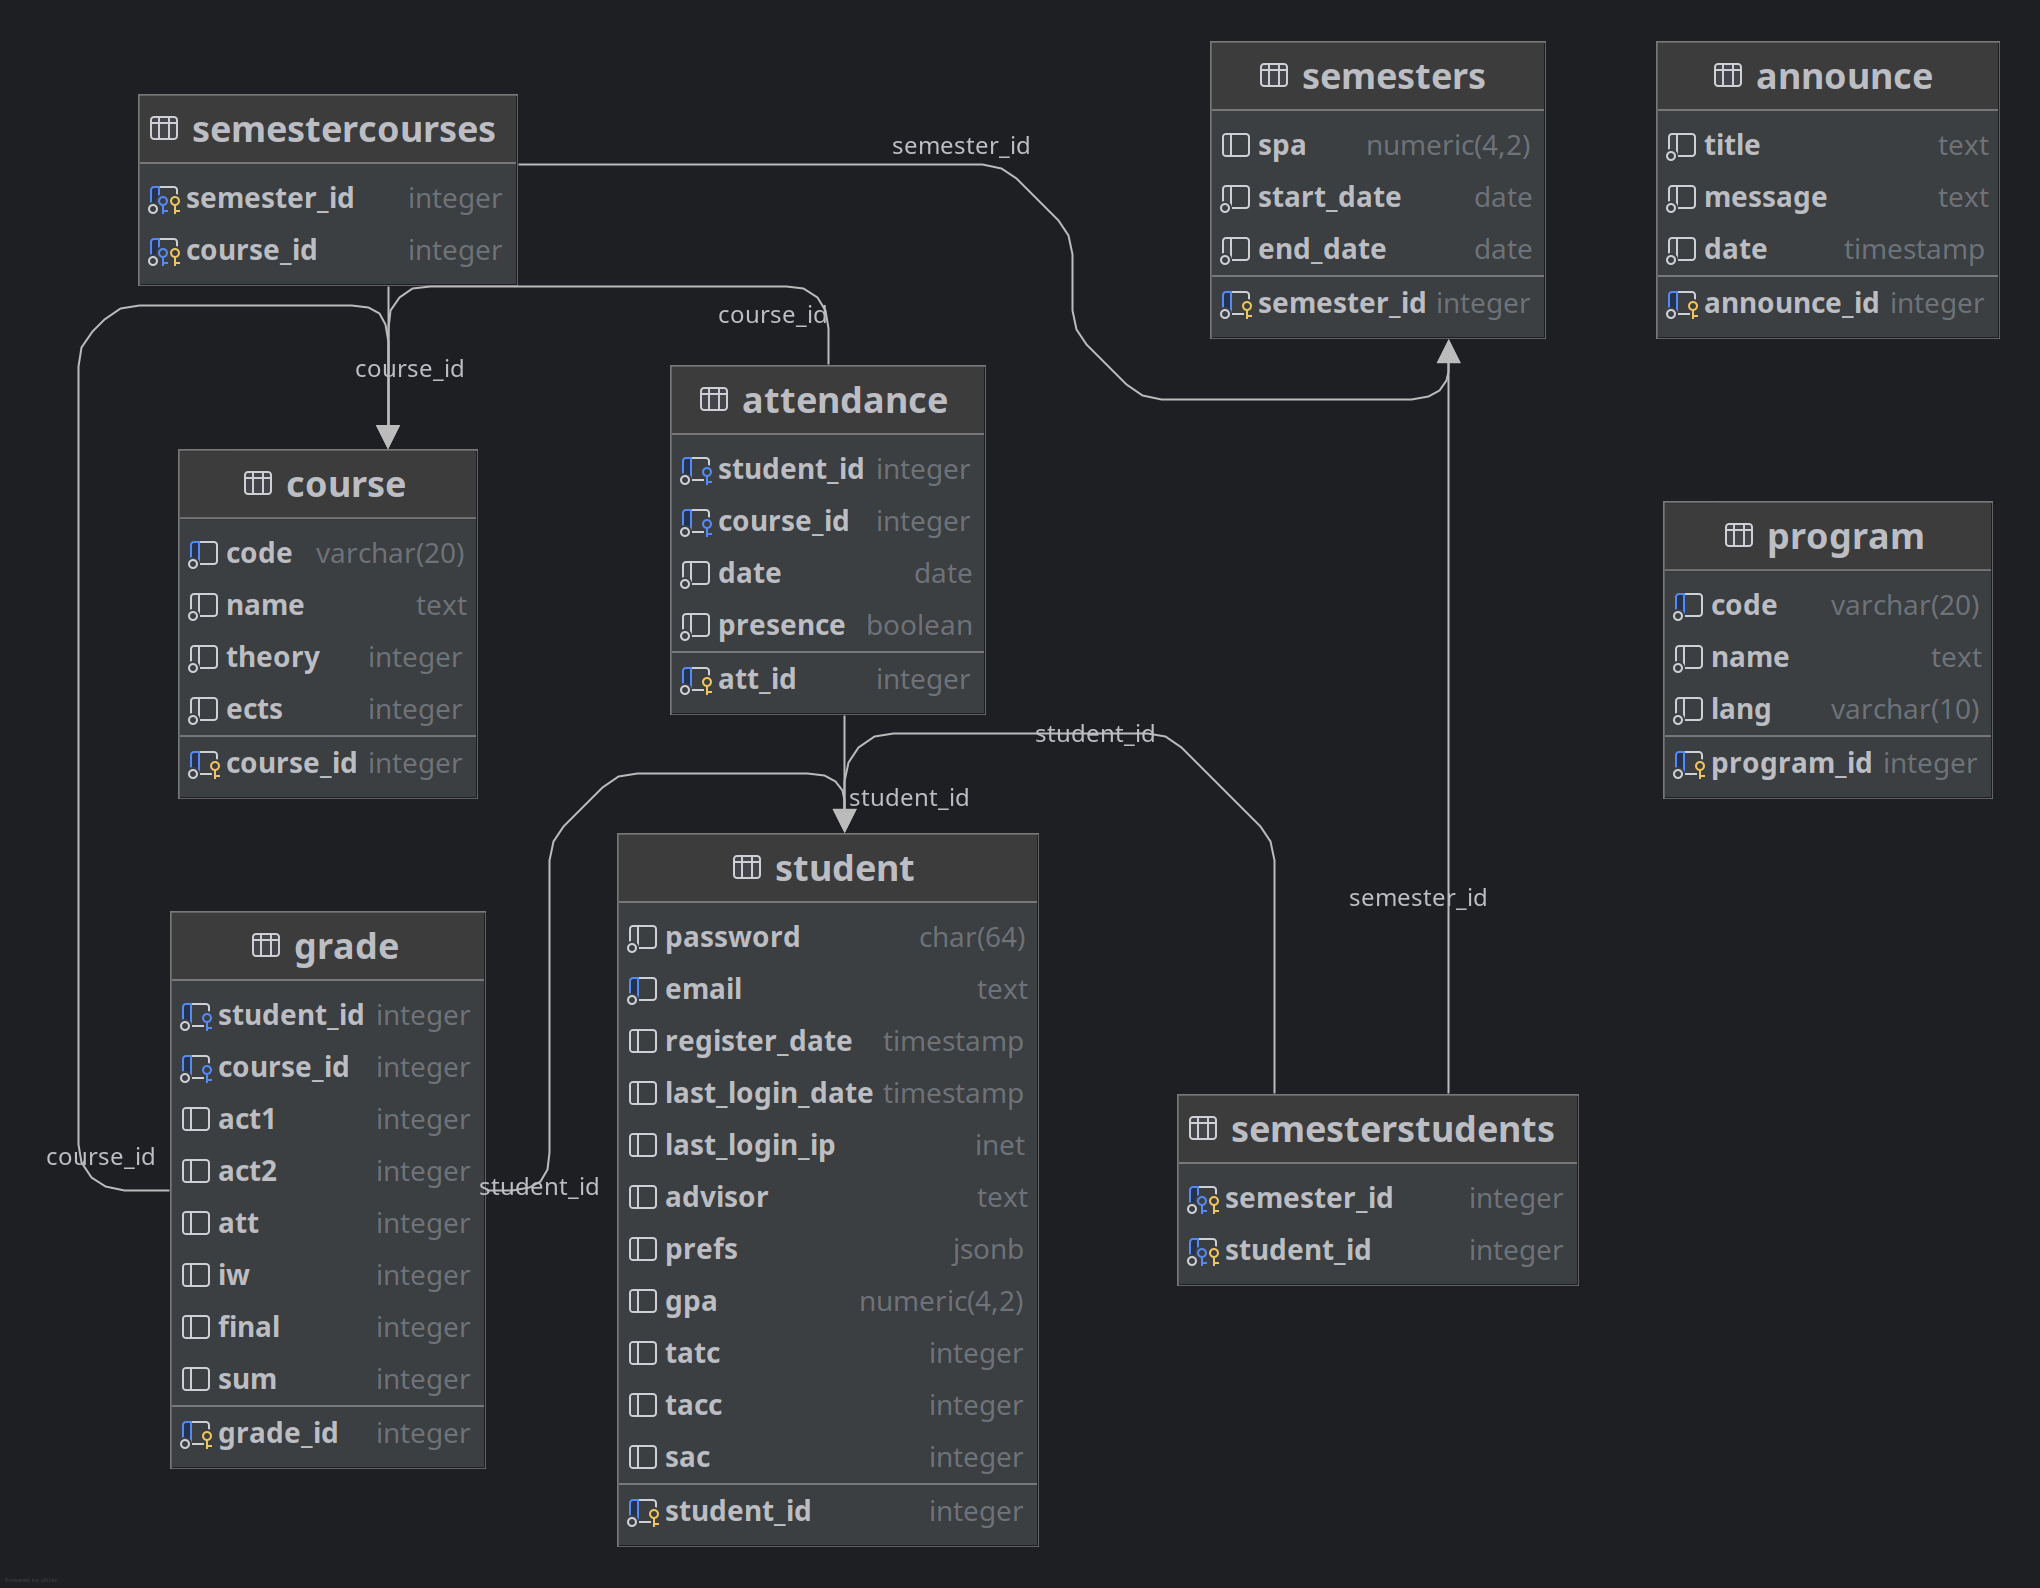 semestercourses
semester_id integer
course_id integer
semester_id
semesters
spa numeric(4,2)
start_date date
end_date date
semester_id integer
announce
title text
message text
date timestamp
announce_id integer
course_id
course_id
attendance
student_id integer
course_id integer
date date
presence boolean
att_id integer
course
code varchar(20)
name text
theory integer
ects integer
course_id integer
program
code varchar(20)
name text
lang varchar(10)
program_id integer
student_id
student_id
student
password char(64)
email text
register_date timestamp
last_login_date timestamp
last_login_ip inet
advisor text
prefs jsonb
gpa numeric(4,2)
tatc integer
tacc integer
sac integer
student_id integer
semester_id
grade
student_id integer
course_id integer
act1 integer
act2 integer
att integer
iw integer
final integer
sum integer
grade_id integer
course_id
student_id
semesterstudents
semester_id integer
student_id integer
Powered by yFiles